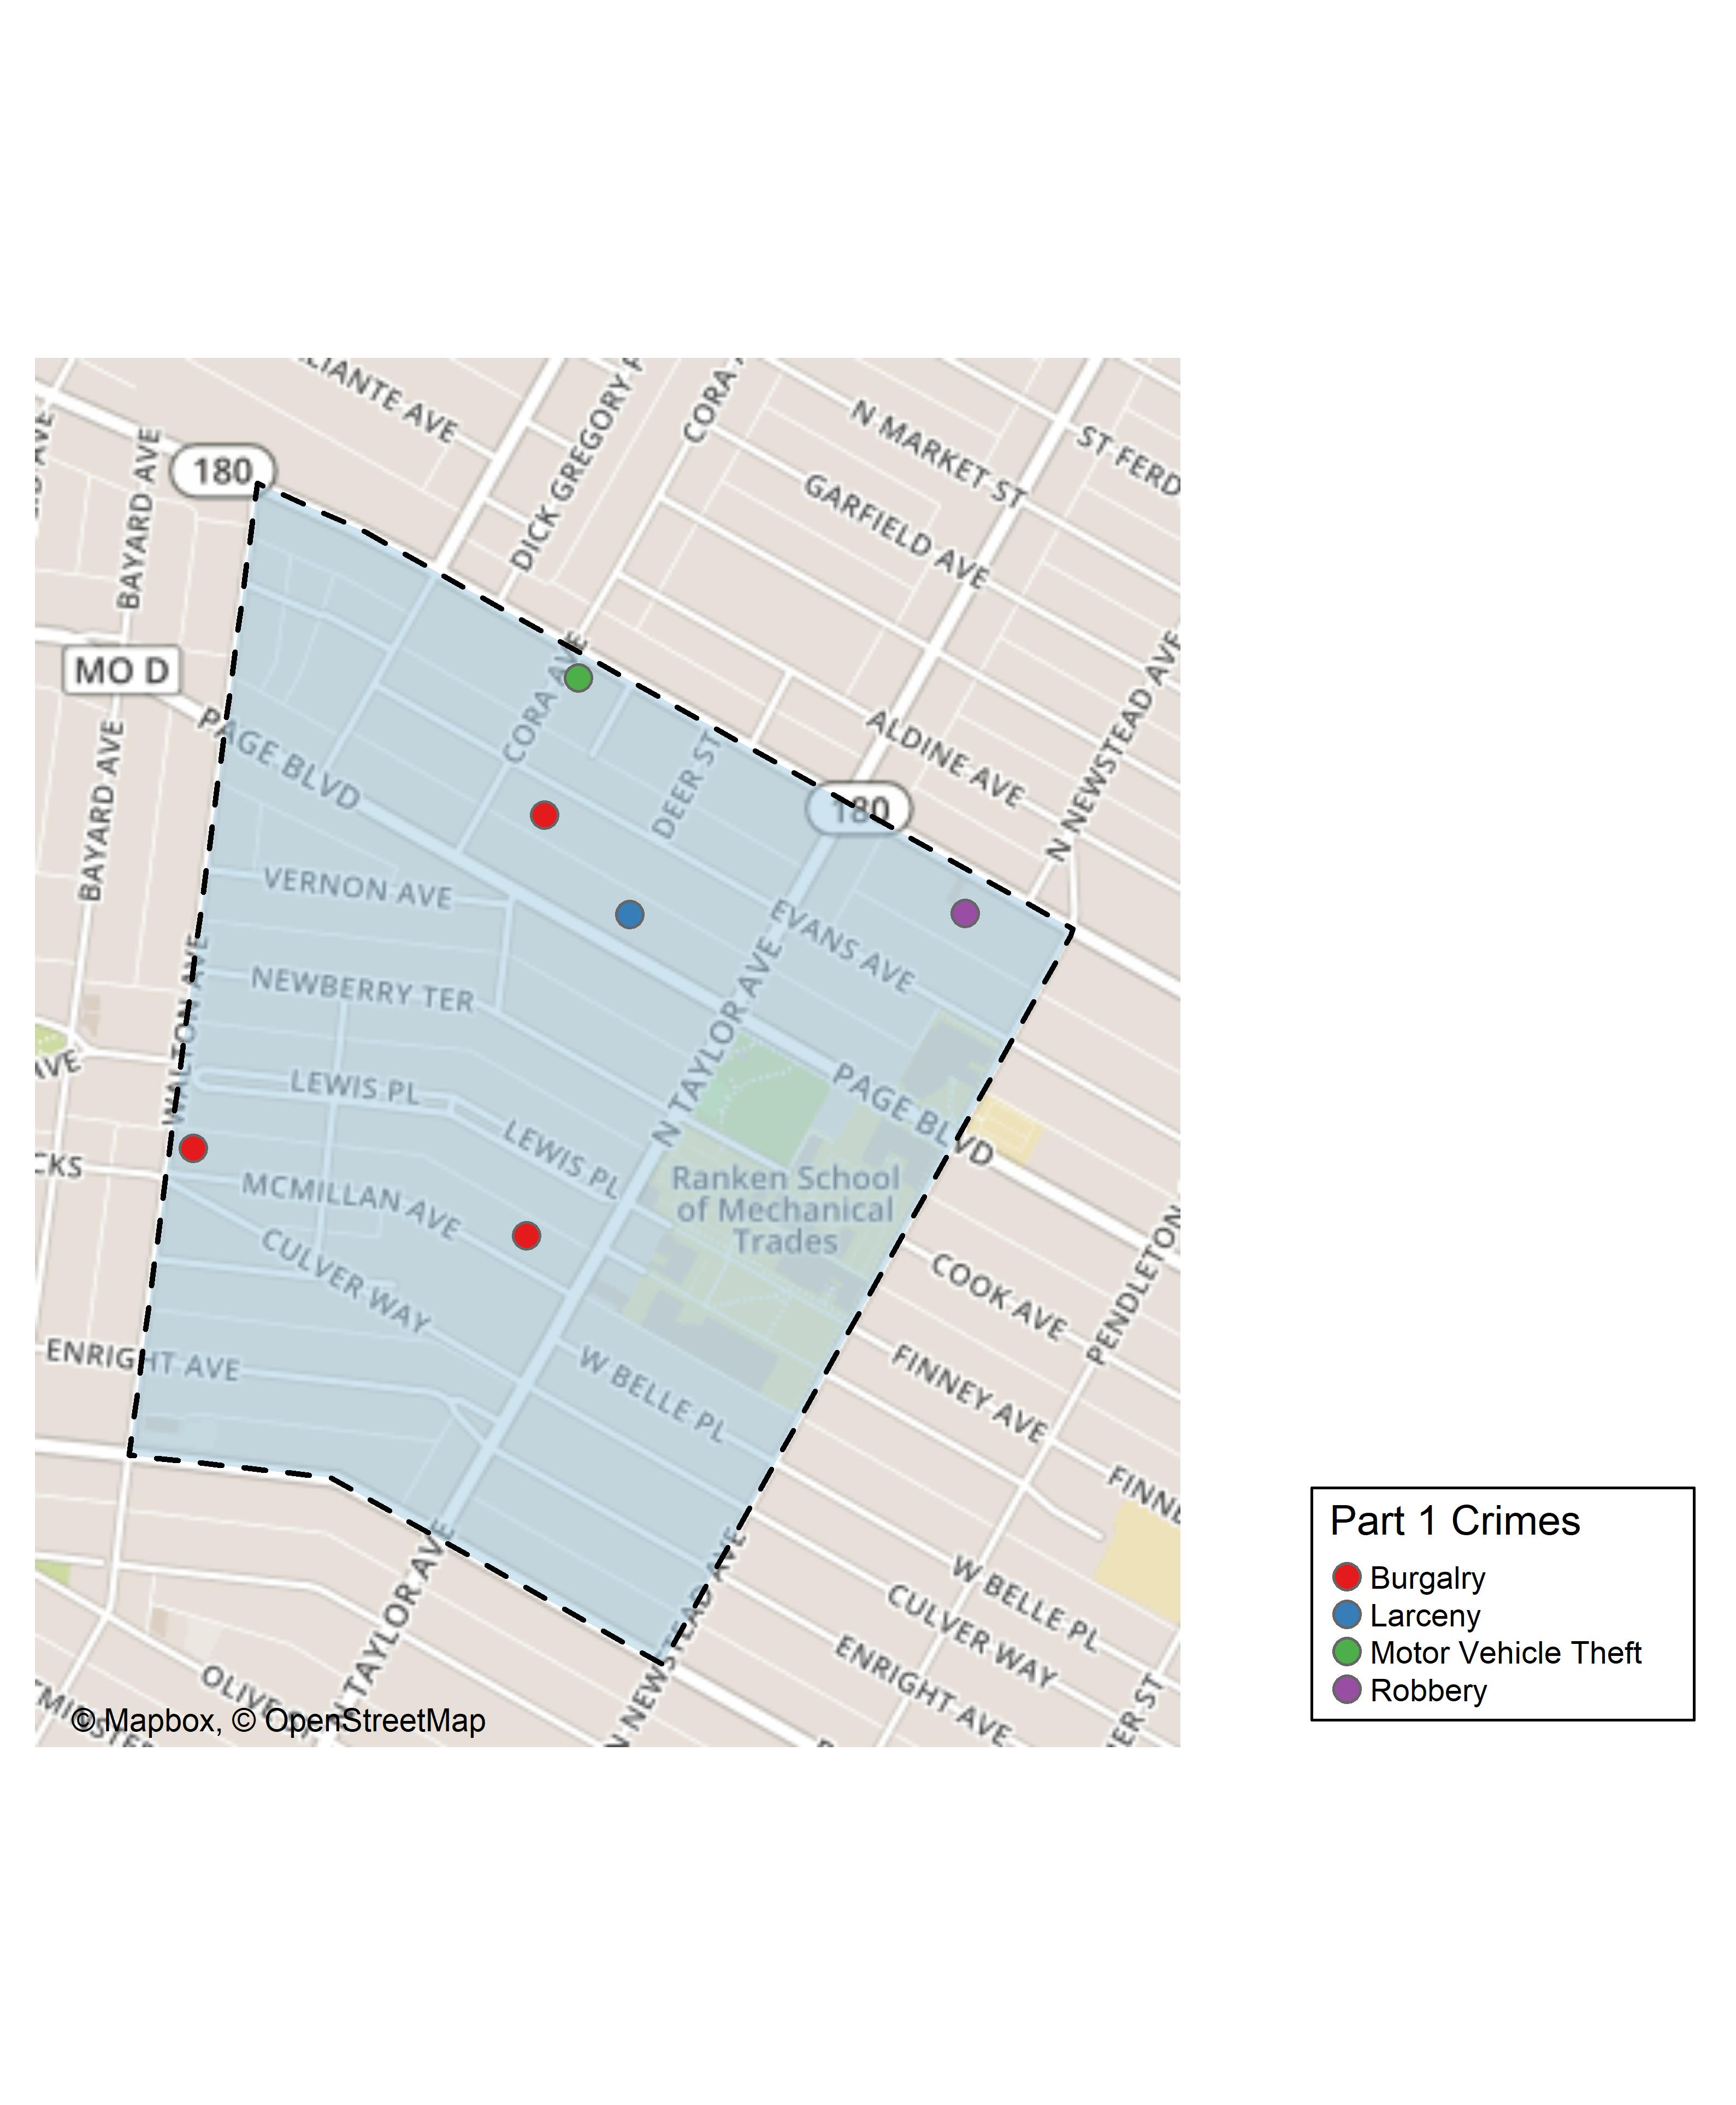 LIANTE AVE
DICK GREGORY P
CORA A
N MARKET ST
ST FERD
GARFIELD AVE
180
BAYARD AVE
MO D
PAGE BLVD
CORA AVE
DEER ST
ALDINE AVE
N NEWSTEAD AVE
180
BAYARD AVE
VERNON AVE
EVANS AVE
NEWBERRY TER
N TAYLOR AVE
WALTON AVE
AVE
LEWIS PL
LEWIS PL
PAGE BLVD
CKS
MCMILLAN AVE
Ranken School
of Mechanical
Trades
CULVER WAY
COOK AVE
PENDLETON
ENRIGHT AVE
W BELLE PL
FINNEY AVE
FINNE
N TAYLOR AVE
N NEWSTEAD AVE
W BELLE PL
CULVER WAY
ENRIGHT AVE
OLIVE S
ER ST
© Mapbox, © OpenStreetMap
Part 1 Crimes
Burgalry
Larceny
Motor Vehicle Theft
Robbery